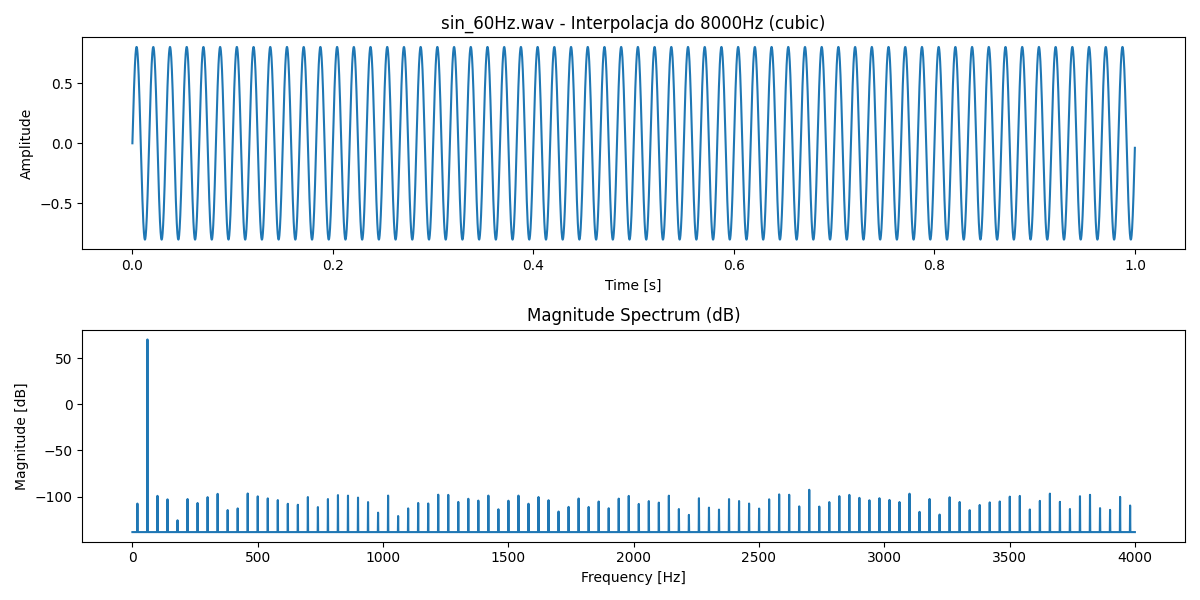 sin_60Hz.wav - Interpolacja do 8000Hz (cubic)
0.5
0.0
−0.5
Amplitude
0.0 0.2 0.4 0.6 0.8 1.0
Time [s]
Magnitude Spectrum (dB)
50
0
−50
−100
Magnitude [dB]
0 500 1000 1500 2000 2500 3000 3500 4000
Frequency [Hz]